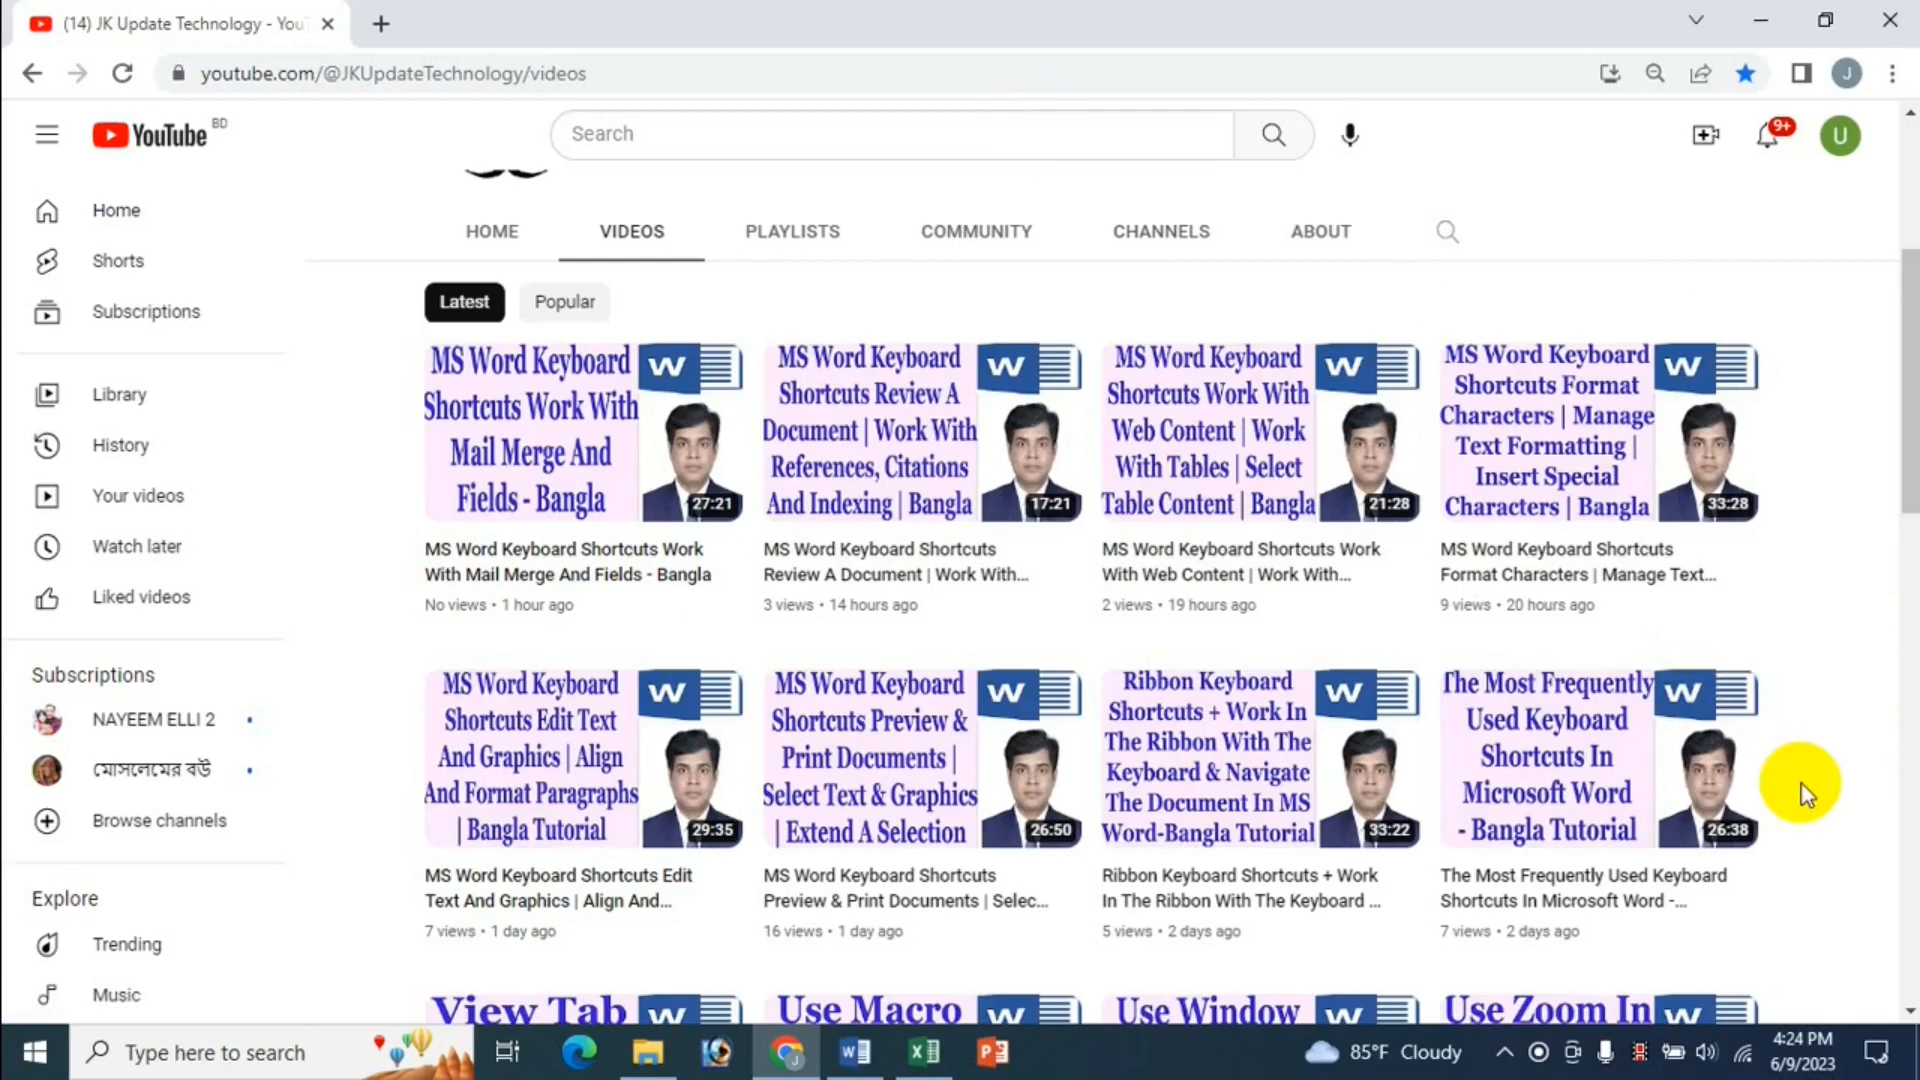 (14) JK Update Technology - You
youtube.com/@JKUpdateTechnology/videos
J
YouTube BD
Search
9+
U
Home
Shorts
Subscriptions
Library
History
Your videos
Watch later
Liked videos
Subscriptions
NAYEEM ELLI 2
মোসলেমের বউ
Browse channels
Explore
Trending
Music
HOME
VIDEOS
PLAYLISTS
COMMUNITY
CHANNELS
ABOUT
Latest
Popular
MS Word Keyboard
Shortcuts Work With
Mail Merge And
Fields - Bangla
W
27:21
MS Word Keyboard Shortcuts Work
With Mail Merge And Fields - Bangla
No views • 1 hour ago
MS Word Keyboard
Shortcuts Review A
Document | Work With
References, Citations
And Indexing | Bangla
W
17:21
MS Word Keyboard Shortcuts
Review A Document | Work With...
3 views • 14 hours ago
MS Word Keyboard
Shortcuts Work With
Web Content | Work
With Tables | Select
Table Content | Bangla
W
21:28
MS Word Keyboard Shortcuts Work
With Web Content | Work With...
2 views • 19 hours ago
MS Word Keyboard
Shortcuts Format
Characters | Manage
Text Formatting |
Insert Special
Characters | Bangla
W
33:28
MS Word Keyboard Shortcuts
Format Characters | Manage Text...
9 views • 20 hours ago
MS Word Keyboard
Shortcuts Edit Text
And Graphics | Align
And Format Paragraphs
| Bangla Tutorial
W
29:35
MS Word Keyboard Shortcuts Edit
Text And Graphics | Align And...
7 views • 1 day ago
MS Word Keyboard
Shortcuts Preview &
Print Documents |
Select Text & Graphics
| Extend A Selection
W
26:50
MS Word Keyboard Shortcuts
Preview & Print Documents | Selec...
16 views • 1 day ago
Ribbon Keyboard
Shortcuts + Work In
The Ribbon With The
Keyboard & Navigate
The Document In MS
Word-Bangla Tutorial
W
33:22
Ribbon Keyboard Shortcuts + Work
In The Ribbon With The Keyboard ...
5 views • 2 days ago
The Most Frequently
Used Keyboard
Shortcuts In
Microsoft Word
- Bangla Tutorial
W
26:38
The Most Frequently Used Keyboard
Shortcuts In Microsoft Word -...
7 views • 2 days ago
View Tab
W
Use Macro
W
Use Window
W
Use Zoom In
W
Type here to search
85°F Cloudy
4:24 PM
6/9/2023